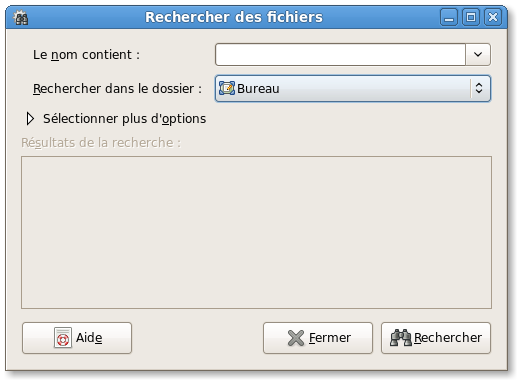 Rechercher des fichiers
Le nom contient :
Rechercher dans le dossier : Bureau
Sélectionner plus d'options
Résultats de la recherche :
Aide Fermer Rechercher